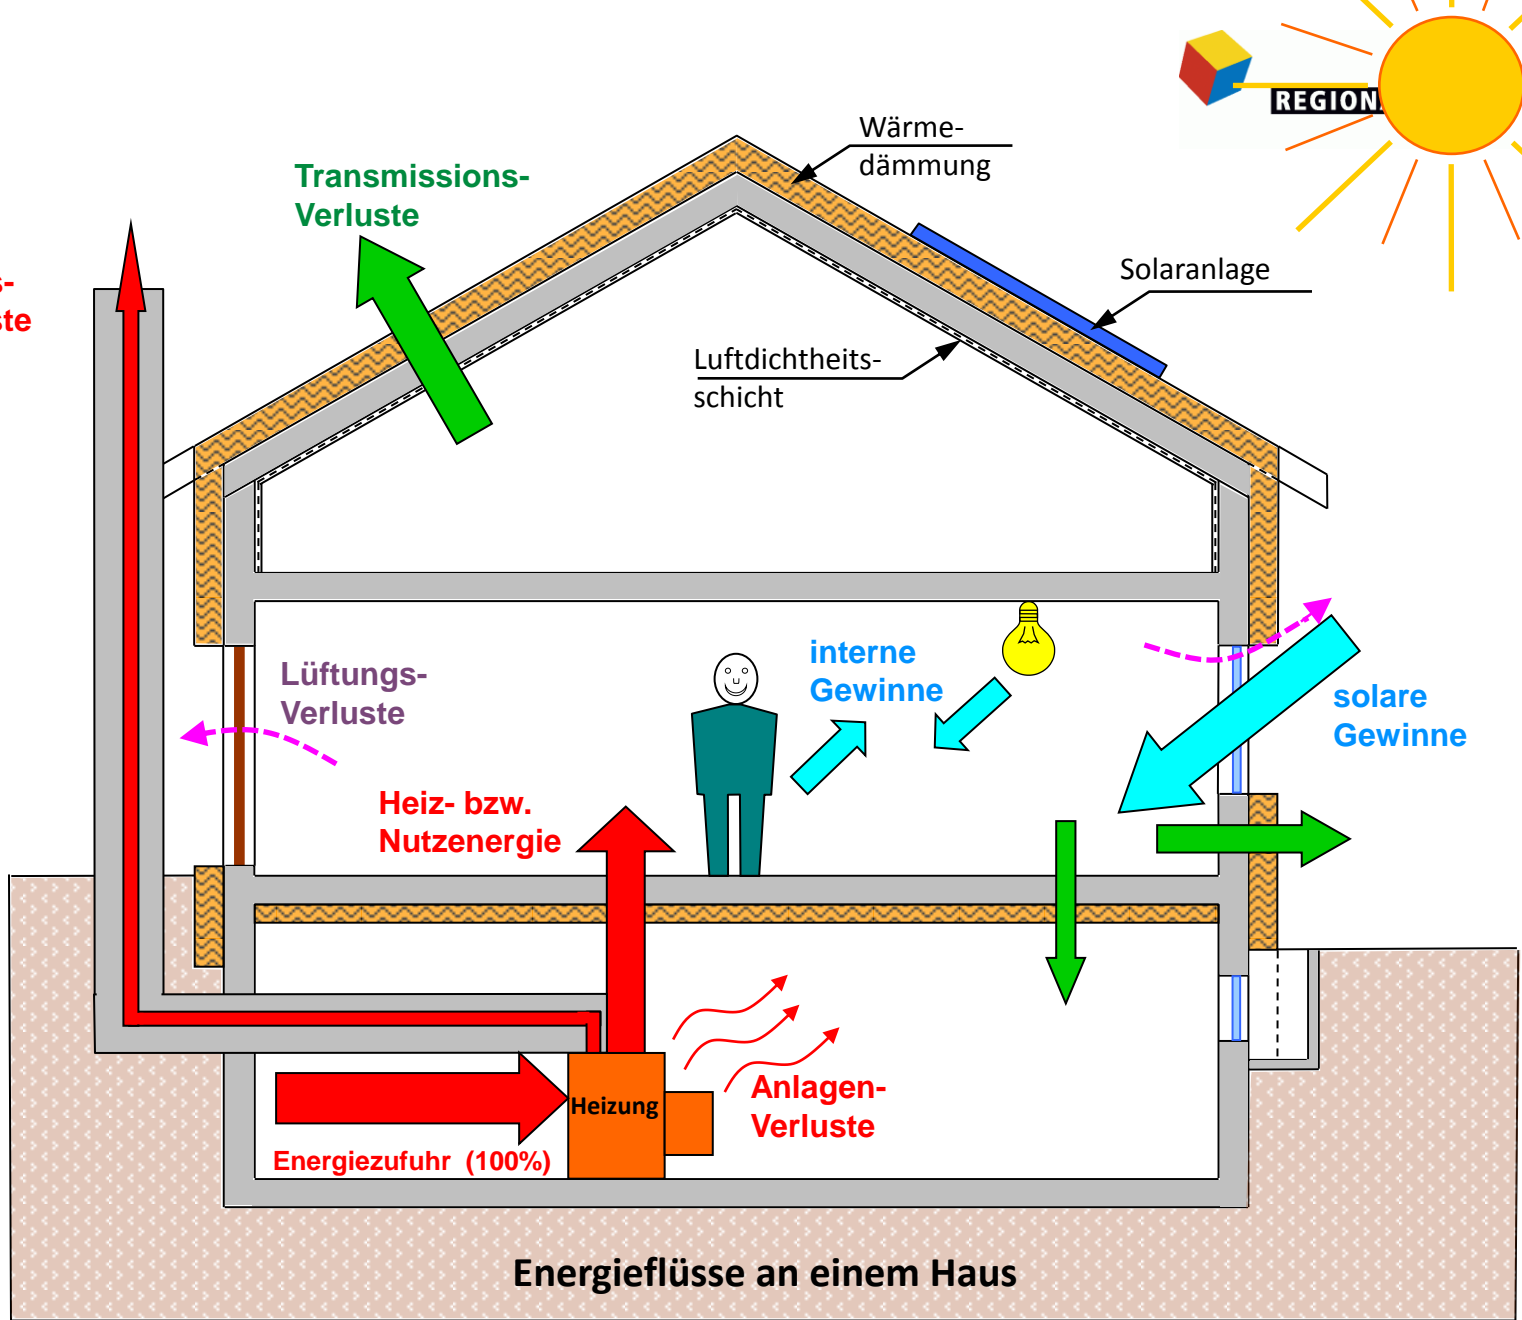 REGION
Wärme-
dämmung
Transmissions-
Verluste
Solaranlage
s-
ste
Luftdichtheits-
schicht
interne
Gewinne
Lüftungs-
Verluste
solare
Gewinne
Heiz- bzw.
Nutzenergie
Anlagen-
Verluste
Heizung
Energiezufuhr (100%)
Energieflüsse an einem Haus